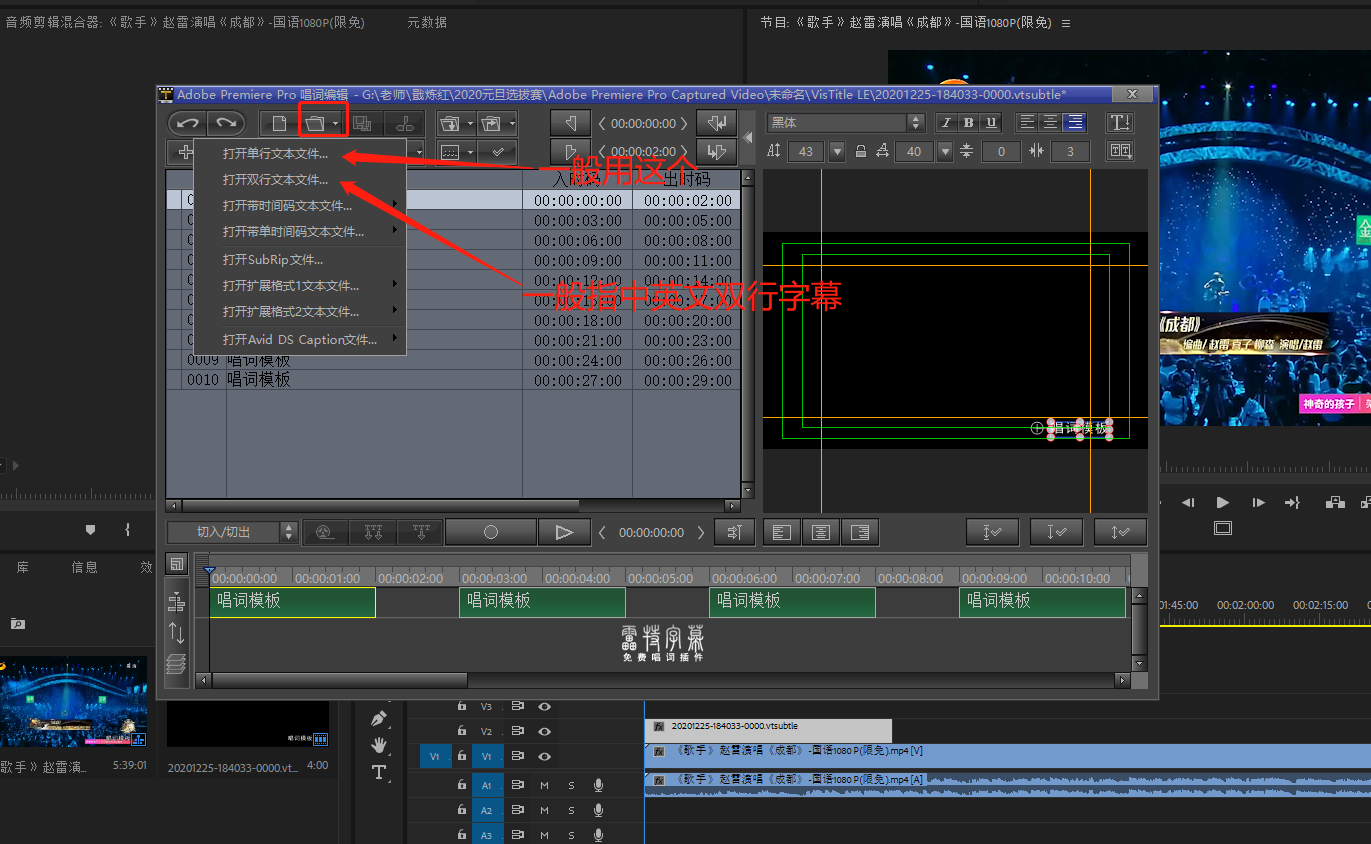 音频剪辑混合器:《歌手》赵雷演唱《成都》-国语1080P(限免)
元数据
节目:《歌手》赵雷演唱《成都》-国语1080P(限免) ≡
Adobe Premiere Pro 唱词编辑 - G:\老师\戢炼红\2020元旦选拔赛\Adobe Premiere Pro Captured Video\未命名\VisTitle LE\20201225-184033-0000.vtsubtle*
00:00:00:00
黑体
I B U
00:00:02:00
43
40
0
3
打开单行文本文件...
一般用这个
打开双行文本文件...
入时码
出时码
打开带时间码文本文件...
00:00:00:00 00:00:02:00
00:00:03:00 00:00:05:00
打开带单时间码文本文件...
00:00:06:00 00:00:08:00
打开SubRip文件...
00:00:09:00 00:00:11:00
打开扩展格式1文本文件...
00:00:12:00 00:00:14:00
一般指中英文双行字幕
打开扩展格式2文本文件...
00:00:18:00 00:00:20:00
打开Avid DS Caption文件...
00:00:21:00 00:00:23:00
0009 唱词模板 00:00:24:00 00:00:26:00
0010 唱词模板 00:00:27:00 00:00:29:00
唱词模板
《成都》
编曲/赵雷 喜子 柳森 演唱/赵雷
神奇的孩子
金
切入/切出
00:00:00:00
库
信息
效
00:00:00:00 00:00:01:00 00:00:02:00 00:00:03:00 00:00:04:00 00:00:05:00 00:00:06:00 00:00:07:00 00:00:08:00 00:00:09:00 00:00:10:00
唱词模板 唱词模板 唱词模板 唱词模板
01:45:00 00:02:00:00 00:02:15:00
雷特字幕
免费唱词插件
歌手》赵雷演...
5:39:01
唱词模板
20201225-184033-0000.vt...
4:00
V3
V2
20201225-184033-0000.vtsubtle
V1 V1
《歌手》赵雷演唱《成都》-国语1080P(限免).mp4 [V]
A1 M S
《歌手》赵雷演唱《成都》-国语1080P(限免).mp4 [A]
A2 M S
A3 M S